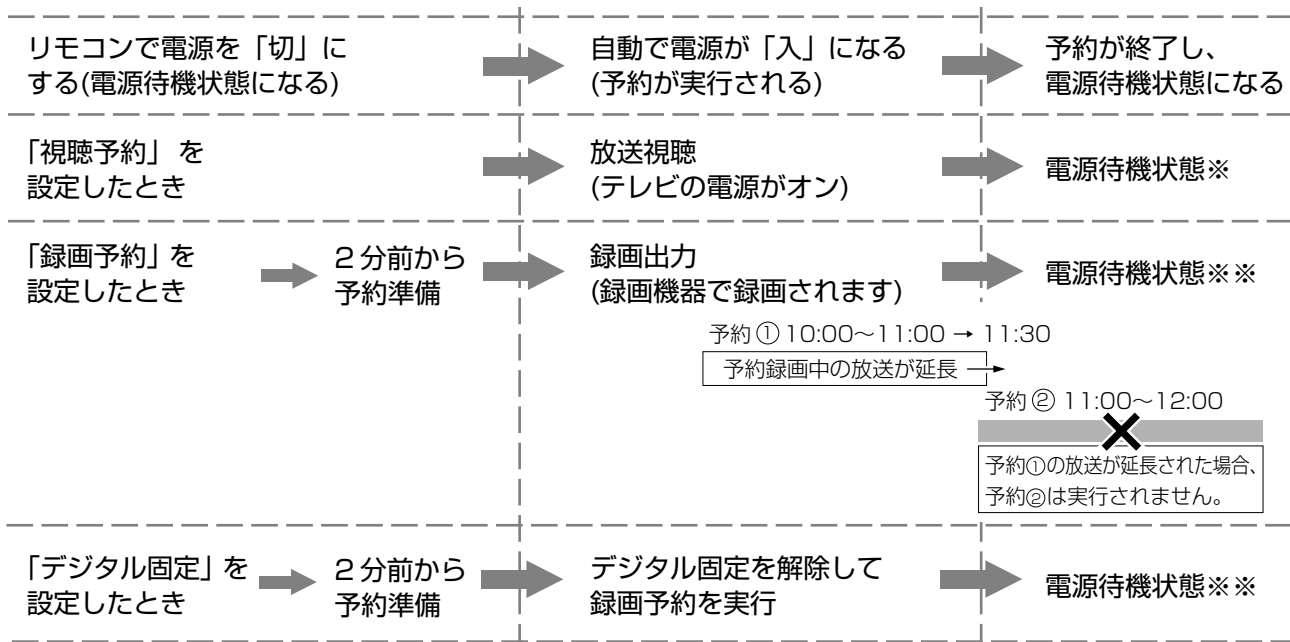 リモコンで電源を「切」に
する(電源待機状態になる)
自動で電源が「入」になる
(予約が実行される)
予約が終了し、
電源待機状態になる
「視聴予約」 を
設定したとき
放送視聴
(テレビの電源がオン)
電源待機状態※
「録画予約」を
設定したとき
2分前から
予約準備
録画出力
(録画機器で録画されます)
電源待機状態※※
予約① 10:00～11:00 → 11:30
予約録画中の放送が延長 →
予約② 11:00～12:00
予約①の放送が延長された場合、
予約②は実行されません。
「デジタル固定」を
設定したとき
2分前から
予約準備
デジタル固定を解除して
録画予約を実行
電源待機状態※※